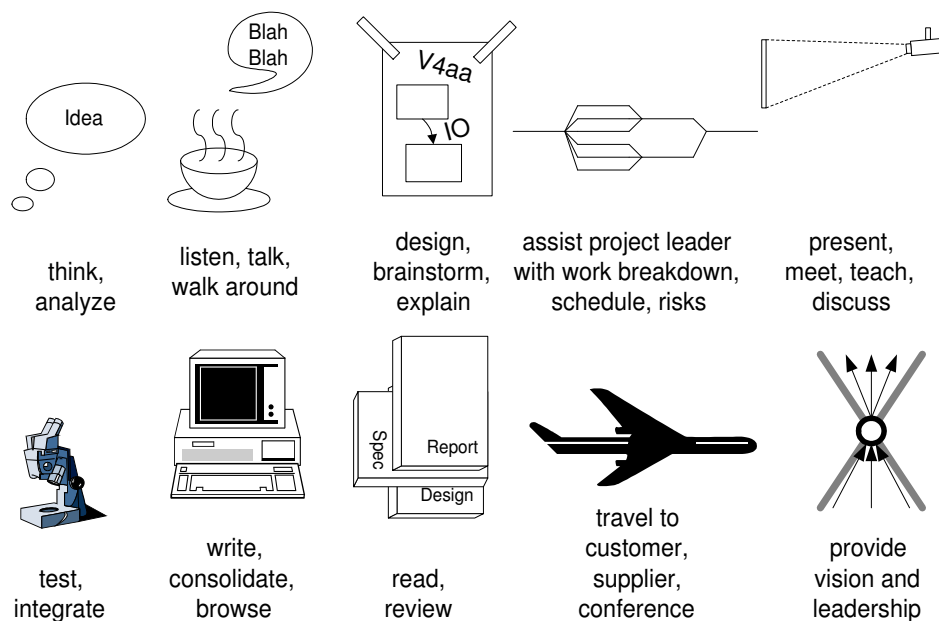 Blah
Blah
Idea
V4aa
IO
think,
analyze
listen, talk,
walk around
design,
brainstorm,
explain
assist project leader
with work breakdown,
schedule, risks
present,
meet, teach,
discuss
Spec
Report
Design
test,
integrate
write,
consolidate,
browse
read,
review
travel to
customer,
supplier,
conference
provide
vision and
leadership